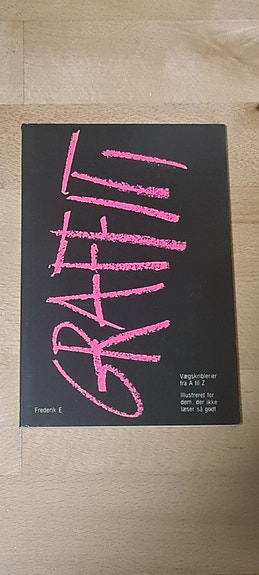 GRAFFITI
Vægskriblerier
fra A til Z
Illustreret for
dem, der ikke
læser så godt
Frederik E